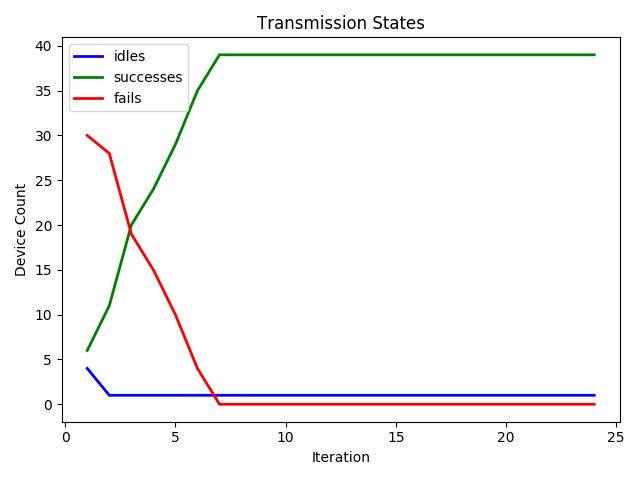 Transmission States
idles
successes
fails
Device Count
40
35
30
25
20
15
10
5
0
0 5 10 15 20 25
Iteration